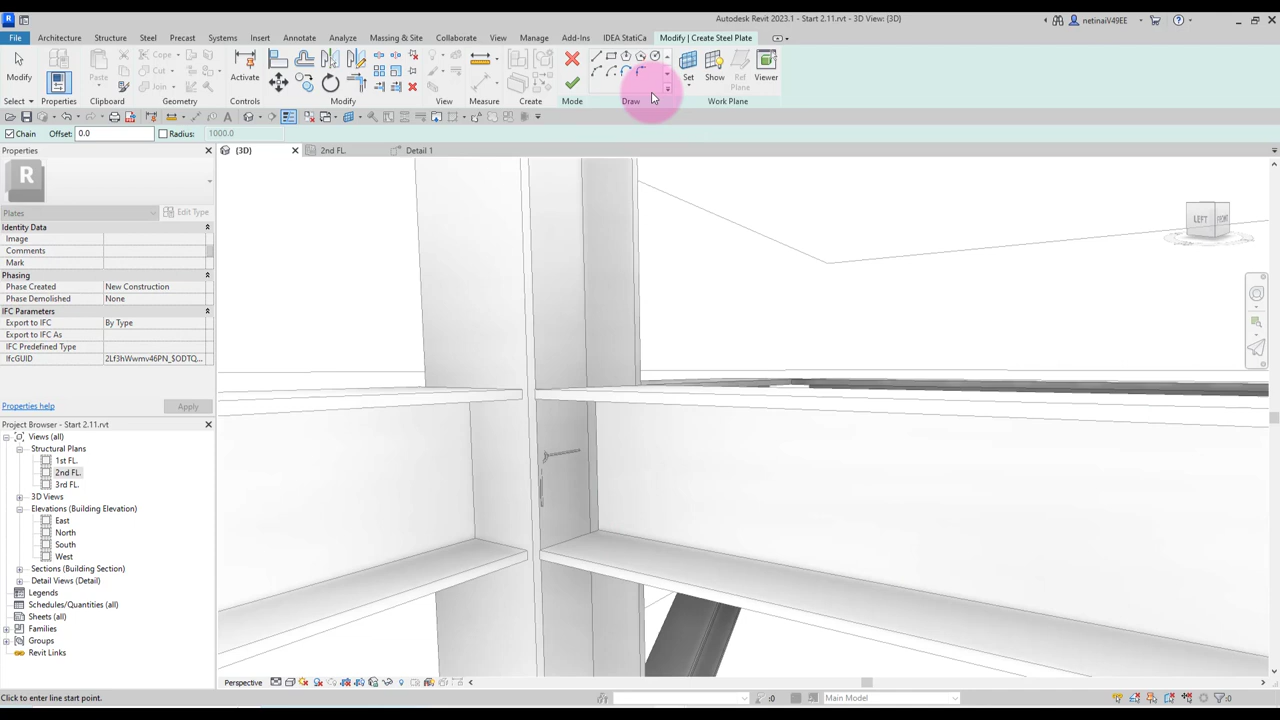 Autodesk Revit 2023.1 - Start 2.11.rvt - 3D View: {3D}
netinaiV49EE
File
Architecture
Structure
Steel
Precast
Systems
Insert
Annotate
Analyze
Massing & Site
Collaborate
View
Manage
Add-Ins
IDEA StatiCa
Modify | Create Steel Plate
Modify
Paste
Cope
Cut
Join
Activate
Set
Show
Rel Plane
Viewer
Select
Properties
Clipboard
Geometry
Controls
Modify
View
Measure
Create
Mode
Draw
Work Plane
Chain
Offset:
0.0
Radius:
1000.0
Properties
{3D}
2nd FL.
Detail 1
R
Plates
Edit Type
Identity Data
Image
Comments
Mark
Phasing
Phase Created
New Construction
Phase Demolished
None
IFC Parameters
Export to IFC
By Type
Export to IFC As
IFC Predefined Type
IfcGUID
Properties help
Apply
Project Browser - Start 2.11.rvt
Views (all)
Structural Plans
1st FL.
2nd FL.
3rd FL.
3D Views
Elevations (Building Elevation)
East
North
South
West
Sections (Building Section)
Detail Views (Detail)
Legends
Schedules/Quantities (all)
Sheets (all)
Families
Groups
Revit Links
LEFT
FRONT
Perspective
Click to enter line start point.
:0
Main Model
:0